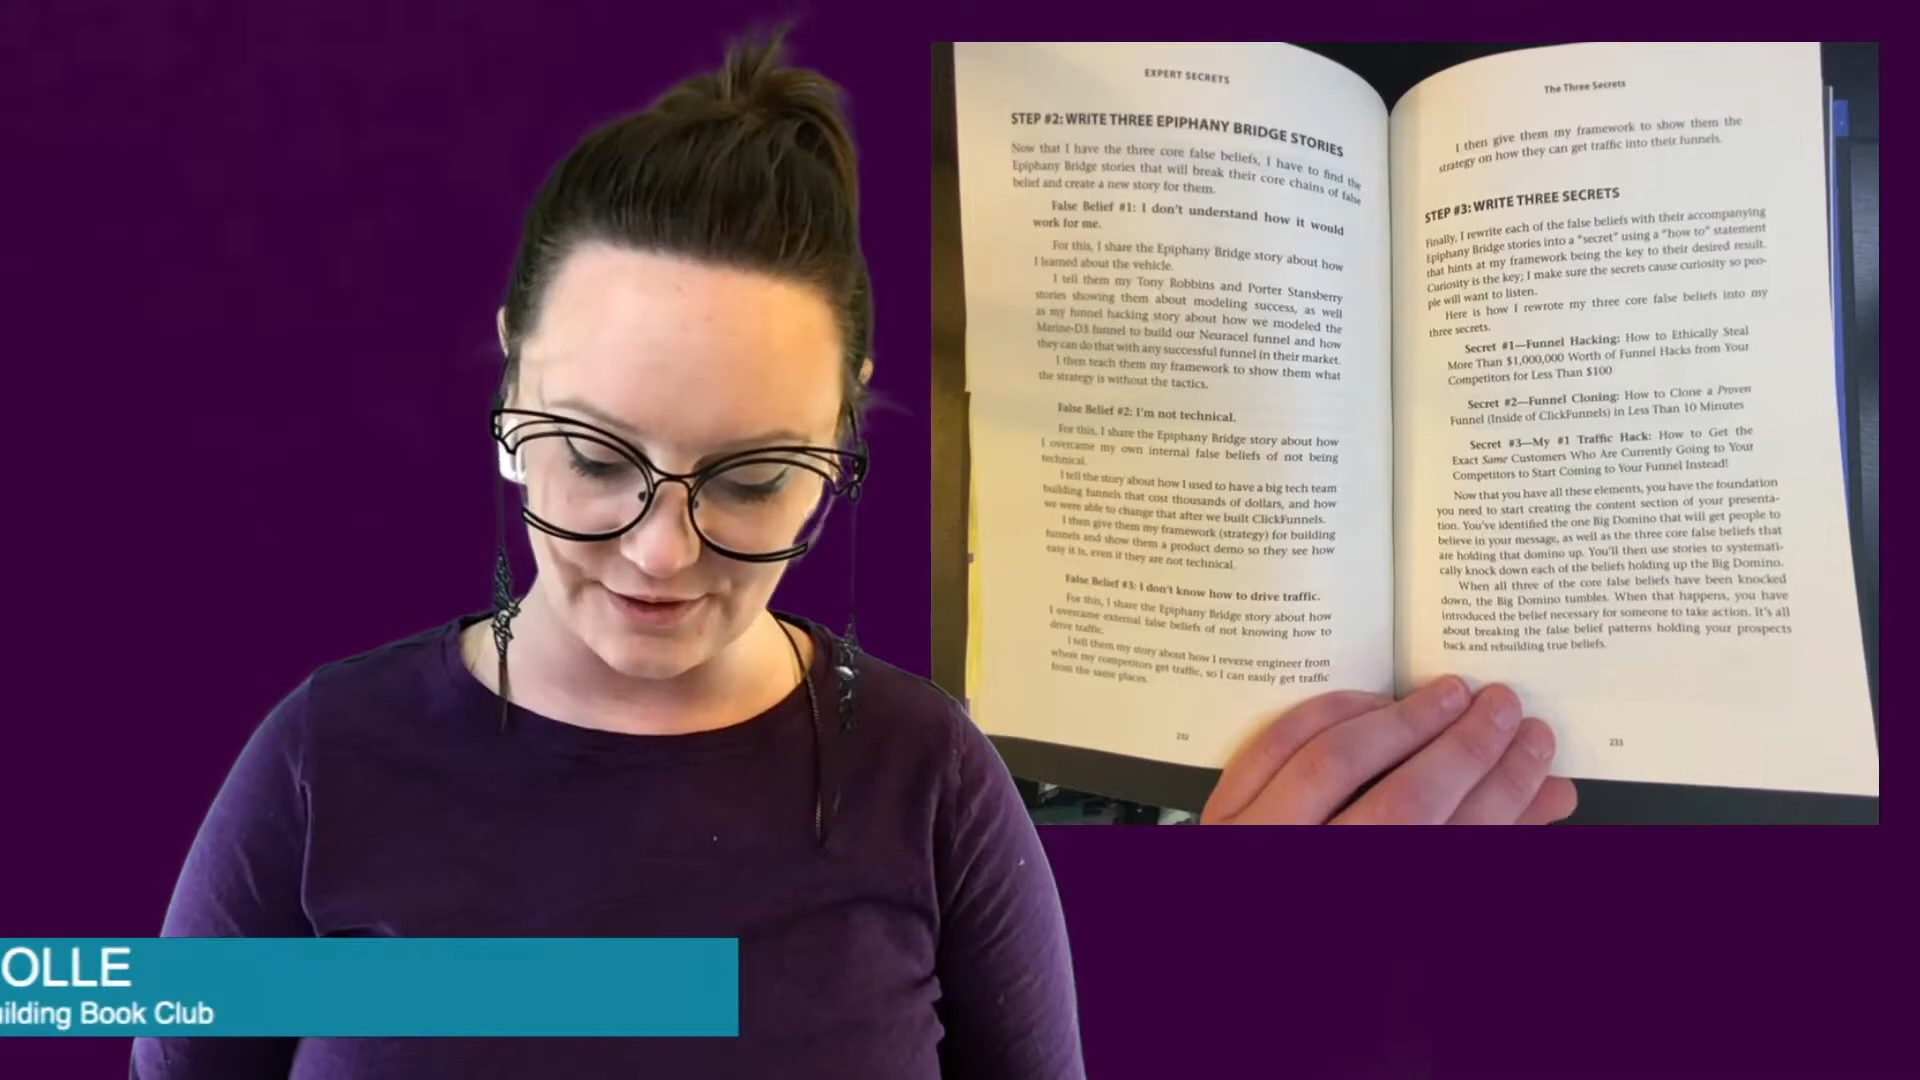 EXPERT SECRETS
STEP #2: WRITE THREE EPIPHANY BRIDGE STORIES
Now that I have the three core false beliefs, I have to find the
Epiphany Bridge stories that will break their core chains of false
belief and create a new story for them.
False Belief #1: I don't understand how it would
work for me.
For this, I share the Epiphany Bridge story about how
I learned about the vehicle.
I tell them my Tony Robbins and Porter Stansberry
stories showing them about modeling success, as well
as my funnel hacking story about how we modeled the
Marine-D3 funnel to build our Neuracel funnel and how
they can do that with any successful funnel in their market.
I then teach them my framework to show them what
the strategy is without the tactics.
False Belief #2: I'm not technical.
For this, I share the Epiphany Bridge story about how
I overcame my own internal false beliefs of not being
technical.
I tell the story about how I used to have a big tech team
building funnels that cost thousands of dollars, and how
we were able to change that after we built ClickFunnels.
I then give them my framework (strategy) for building
funnels and show them a product demo so they see how
easy it is, even if they are not technical.
False Belief #3: I don't know how to drive traffic.
For this, I share the Epiphany Bridge story about how
I overcame external false beliefs of not knowing how to
drive traffic.
I tell them my story about how I reverse engineer from
where my competitors get traffic, so I can easily get traffic
from the same places.
232
The Three Secrets
I then give them my framework to show them the
strategy on how they can get traffic into their funnels.
STEP #3: WRITE THREE SECRETS
Finally, I rewrite each of the false beliefs with their accompanying
Epiphany Bridge stories into a "secret" using a "how to" statement
that hints at my framework being the key to their desired result.
Curiosity is the key; I make sure the secrets cause curiosity so peo-
ple will want to listen.
Here is how I rewrote my three core false beliefs into my
three secrets.
Secret #1—Funnel Hacking: How to Ethically Steal
More Than $1,000,000 Worth of Funnel Hacks from Your
Competitors for Less Than $100
Secret #2—Funnel Cloning: How to Clone a Proven
Funnel (Inside of ClickFunnels) in Less Than 10 Minutes
Secret #3—My #1 Traffic Hack: How to Get the
Exact Same Customers Who Are Currently Going to Your
Competitors to Start Coming to Your Funnel Instead!
Now that you have all these elements, you have the foundation
you need to start creating the content section of your presenta-
tion. You've identified the one Big Domino that will get people to
believe in your message, as well as the three core false beliefs that
are holding that domino up. You'll then use stories to systemati-
cally knock down each of the beliefs holding up the Big Domino.
When all three of the core false beliefs have been knocked
down, the Big Domino tumbles. When that happens, you have
introduced the belief necessary for someone to take action. It's all
about breaking the false belief patterns holding your prospects
back and rebuilding true beliefs.
233
OLLE
ilding Book Club